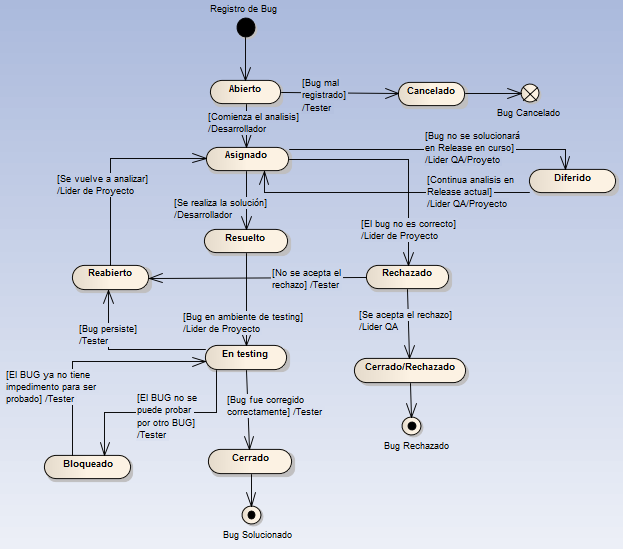 Registro de Bug
Abierto
[Bug mal
registrado]
/Tester
Cancelado
Bug Cancelado
[Comienza el analisis]
/Desarrollador
Asignado
[Bug no se solucionará
en Release en curso]
/Lider QA/Proyeto
Diferido
[Continua analisis en
Release actual]
/Lider QA/Proyecto
[Se vuelve a analizar]
/Lider de Proyecto
[Se realiza la solución]
/Desarrollador
Resuelto
[El bug no es correcto]
/Lider de Proyecto
Reabierto
[No se acepta el
rechazo] /Tester
Rechazado
[Bug en ambiente de testing]
/Lider de Proyecto
[Se acepta el rechazo]
/Lider QA
[Bug persiste]
/Tester
En testing
Cerrado/Rechazado
[El BUG ya no tiene
impedimento para ser
probado] /Tester
[El BUG no se
puede probar
por otro BUG]
/Tester
[Bug fue corregido
correctamente] /Tester
Bug Rechazado
Bloqueado
Cerrado
Bug Solucionado